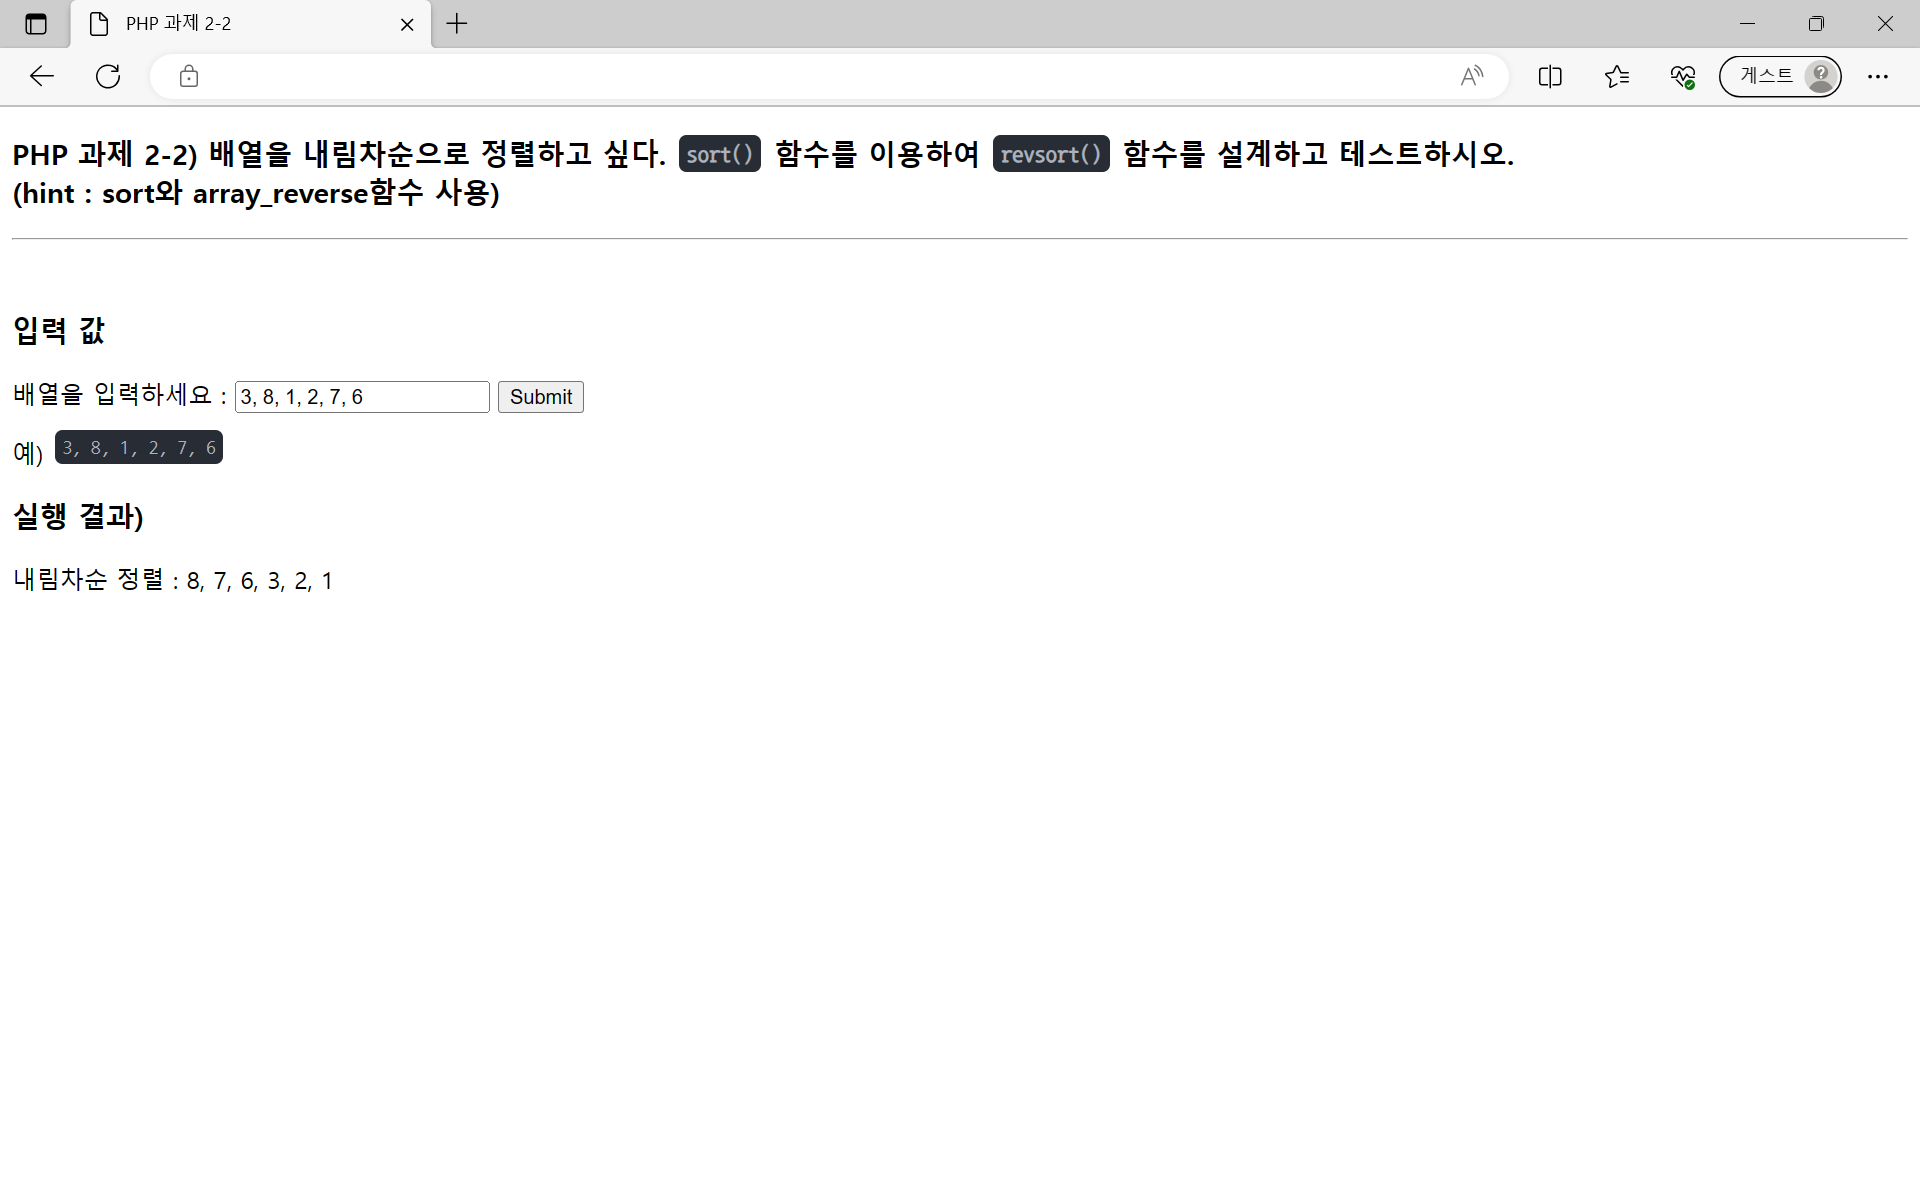 PHP 과제 2-2
게스트
PHP 과제 2-2) 배열을 내림차순으로 정렬하고 싶다. sort() 함수를 이용하여 revsort() 함수를 설계하고 테스트하시오.
(hint : sort와 array_reverse함수 사용)
입력 값
배열을 입력하세요 : 3, 8, 1, 2, 7, 6 Submit
예) 3, 8, 1, 2, 7, 6
실행 결과)
내림차순 정렬 : 8, 7, 6, 3, 2, 1